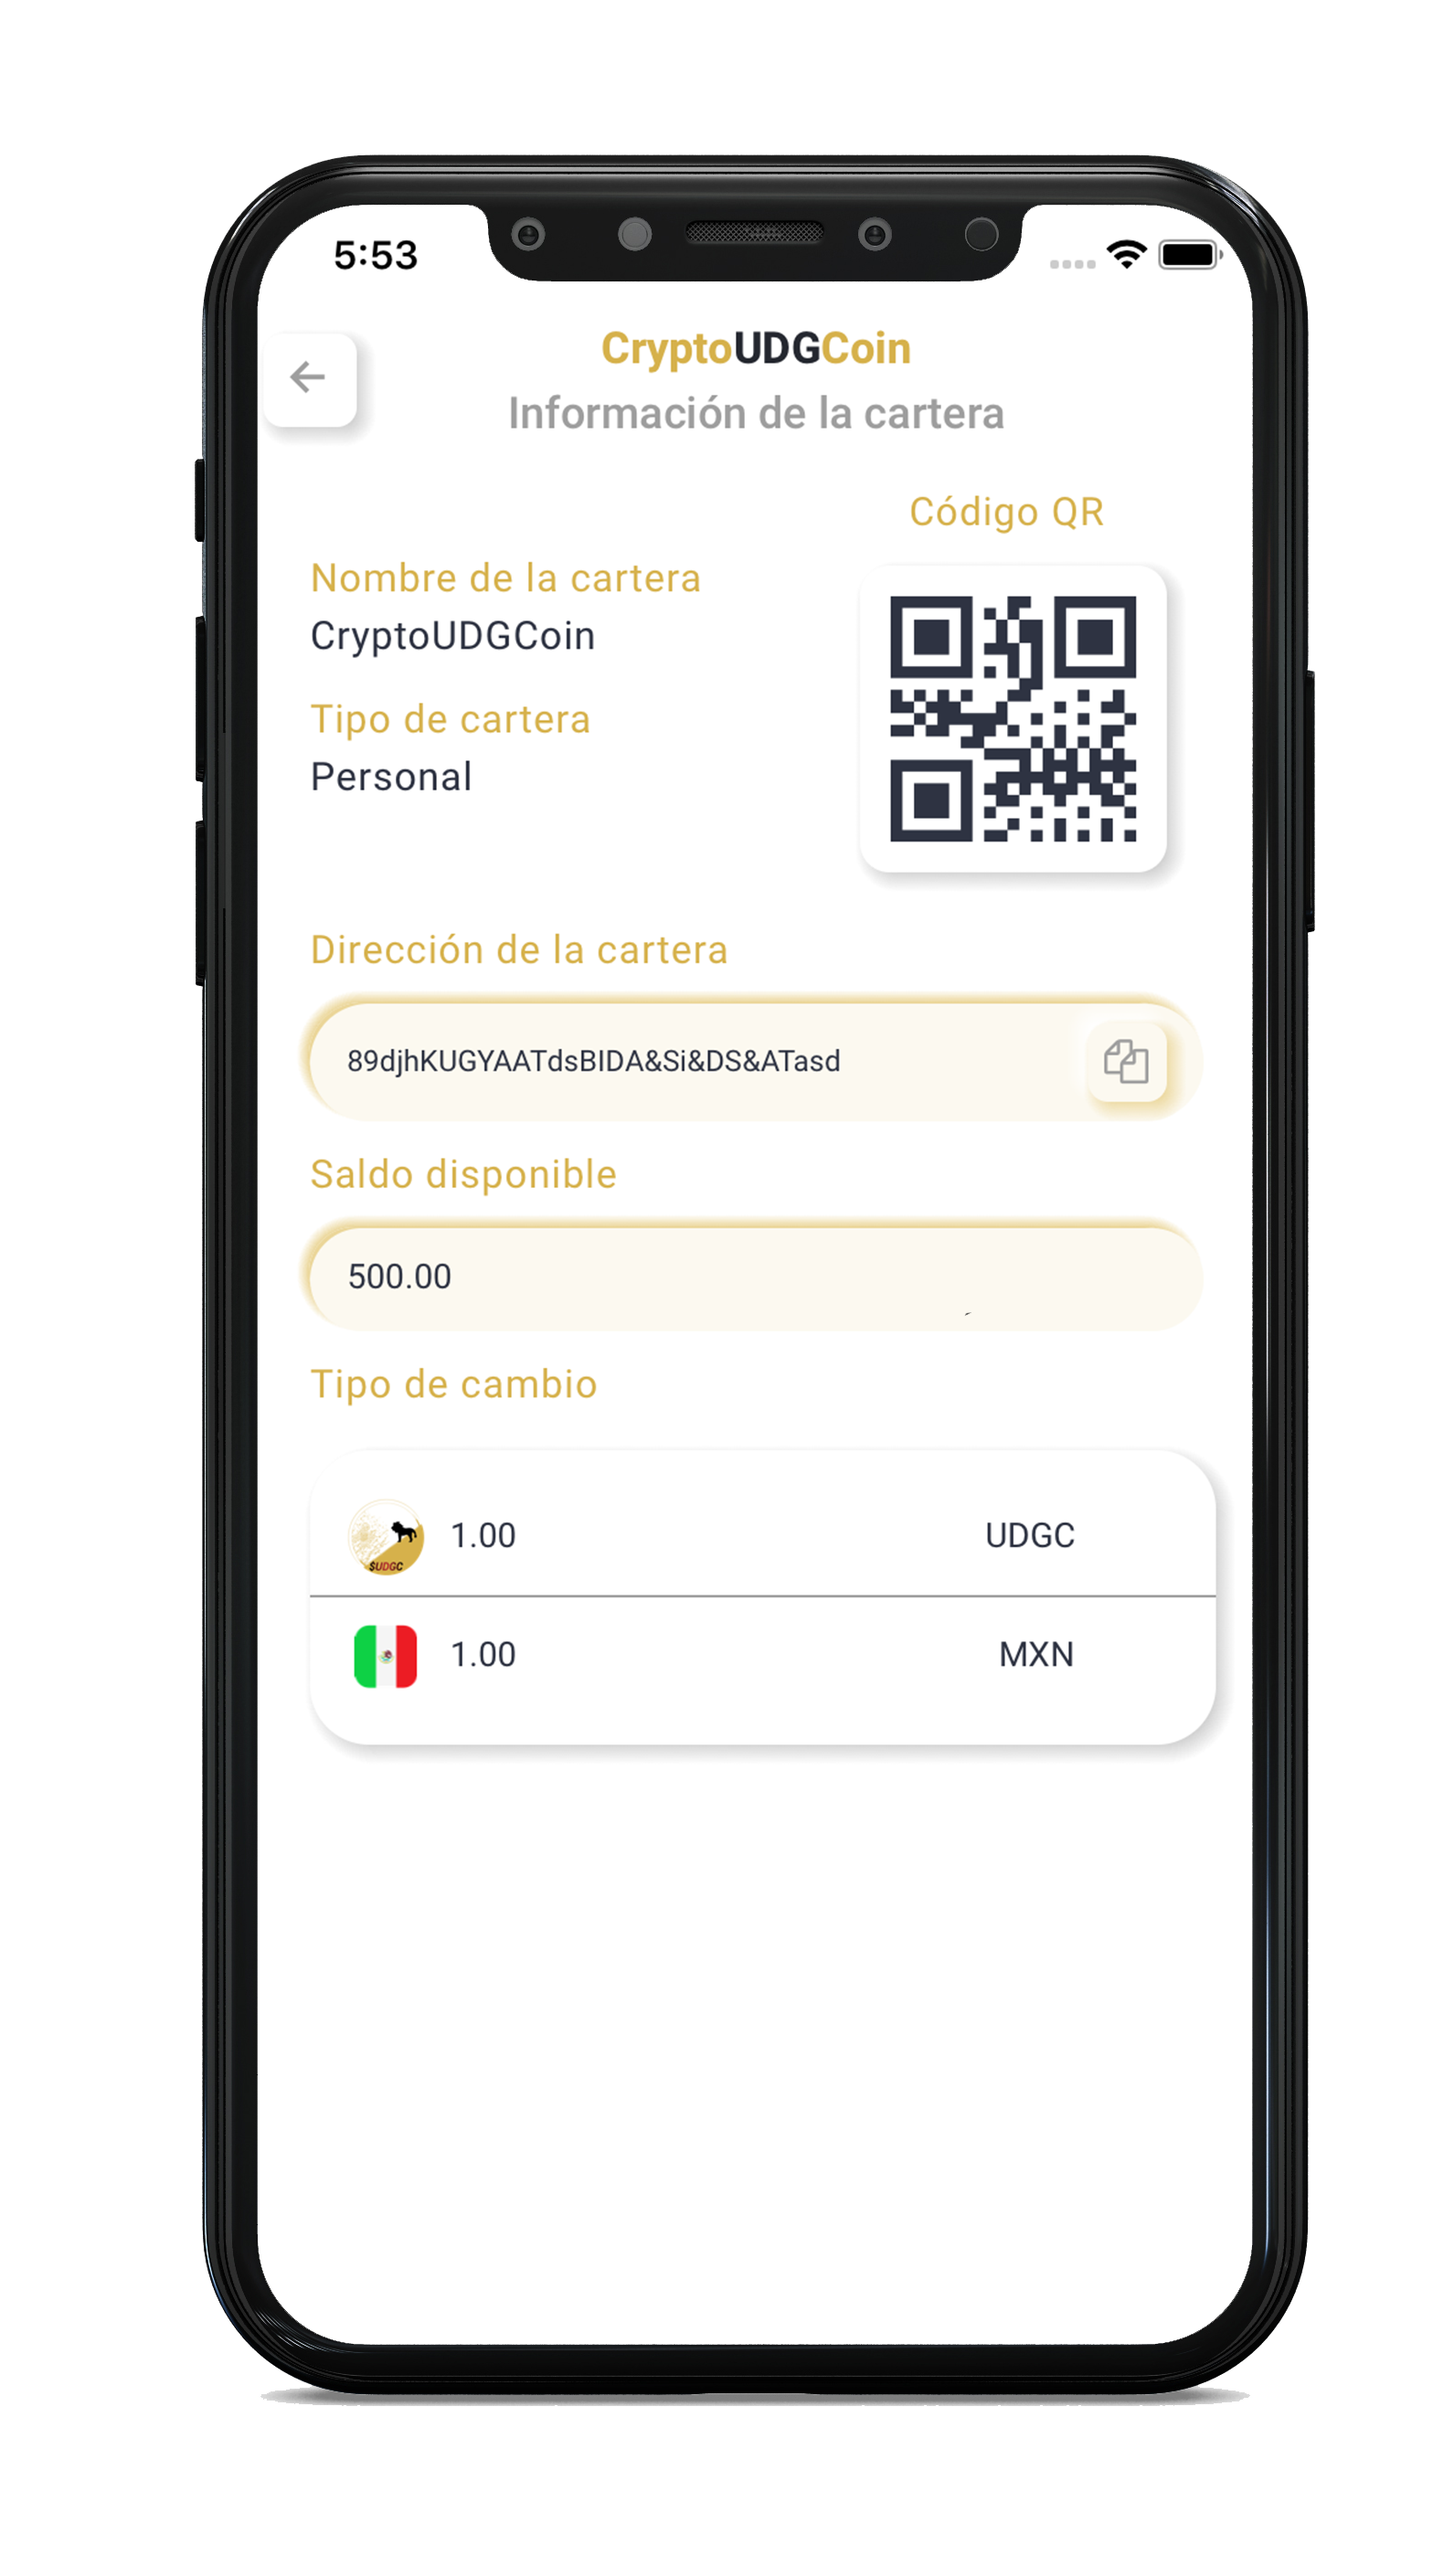 5:53
CryptoUDGCoin
Información de la cartera
Código QR
Nombre de la cartera
CryptoUDGCoin
Tipo de cartera
Personal
Dirección de la cartera
89djhKUGYAATdsBIDA&Si&DS&ATasd
Saldo disponible
500.00
Tipo de cambio
1.00 UDGC
$UDGC
1.00 MXN